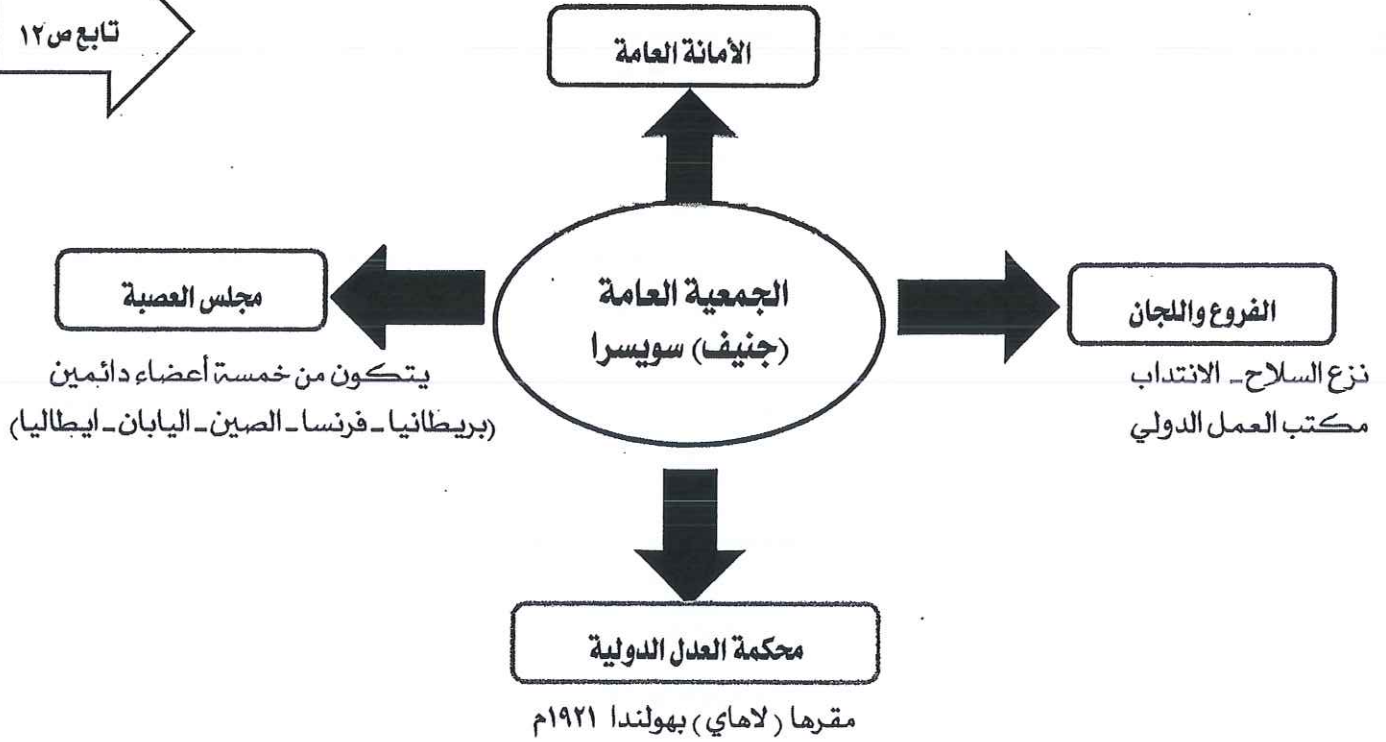 تابع ص١٢
الأمانة العامة
الجمعية العامة
(جنيف) سويسرا
الفروع واللجان
نزع السلاح ـ الانتداب
مكتب العمل الدولي
مجلس العصبة
يتكون من خمسة أعضاء دائمين
(بريطانيا ـ فرنسا ـ الصين ـ اليابان ـ ايطاليا)
محكمة العدل الدولية
مقرها (لاهاي) بهولندا ١٩٢١م